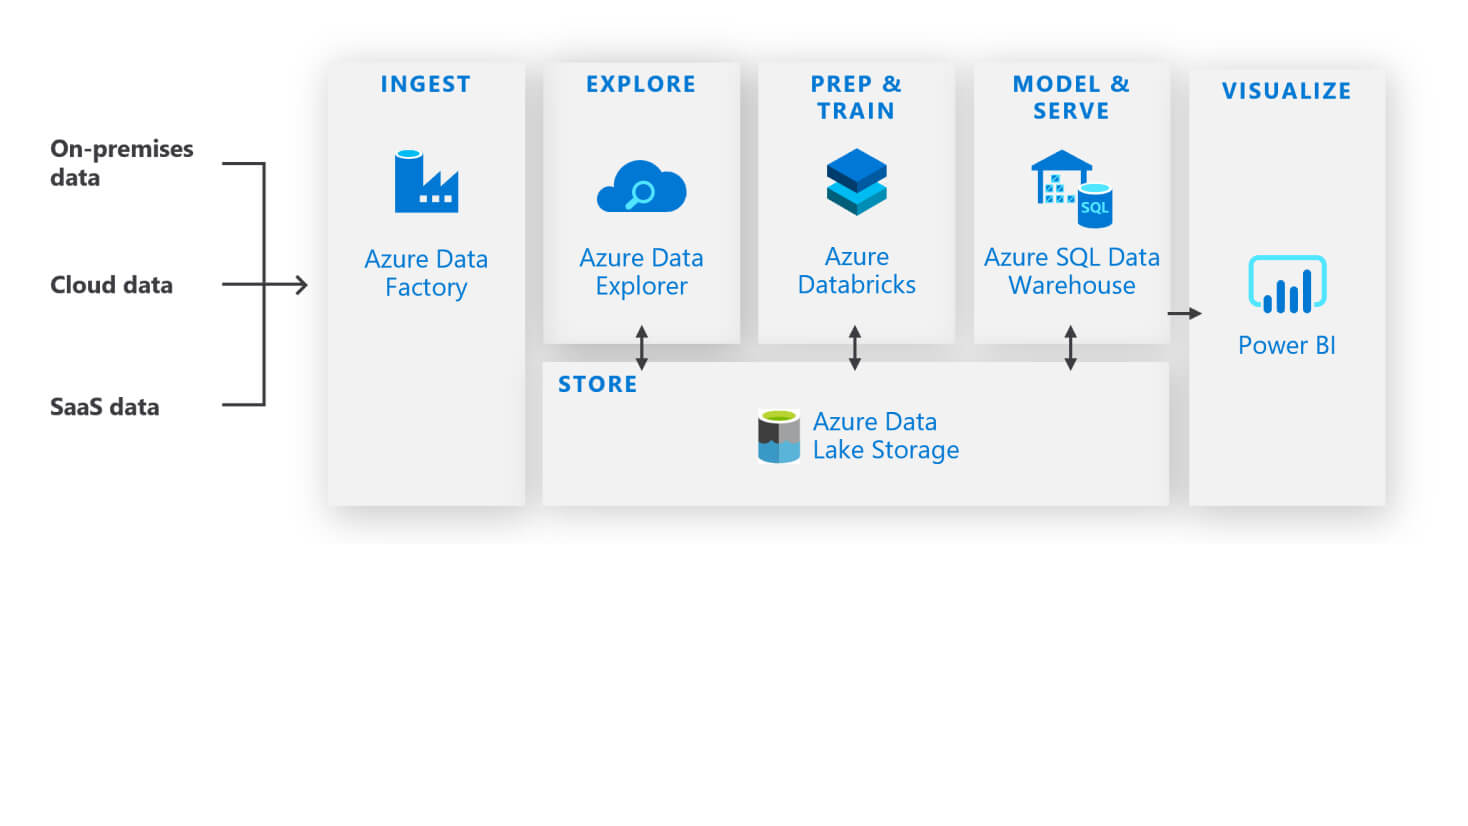 On-premises
data
Cloud data
SaaS data
INGEST
Azure Data
Factory
EXPLORE
Azure Data
Explorer
PREP &
TRAIN
Azure
Databricks
MODEL &
SERVE
SQL
Azure SQL Data
Warehouse
STORE
Azure Data
Lake Storage
VISUALIZE
Power BI